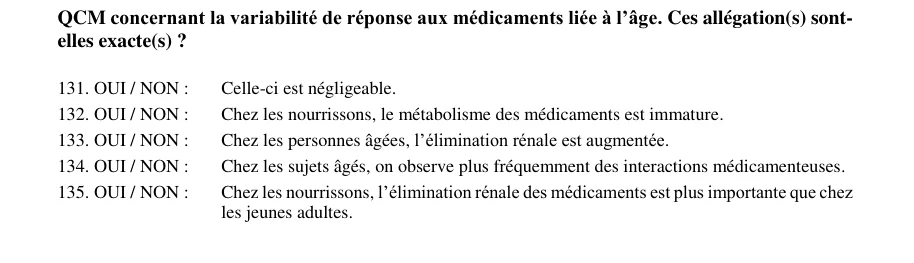 QCM concernant la variabilité de réponse aux médicaments liée à l'âge. Ces allégation(s) sont-
elles exacte(s) ?
131. OUI / NON : Celle-ci est négligeable.
132. OUI / NON : Chez les nourrissons, le métabolisme des médicaments est immature.
133. OUI / NON : Chez les personnes âgées, l'élimination rénale est augmentée.
134. OUI / NON : Chez les sujets âgés, on observe plus fréquemment des interactions médicamenteuses.
135. OUI / NON : Chez les nourrissons, l'élimination rénale des médicaments est plus importante que chez
les jeunes adultes.